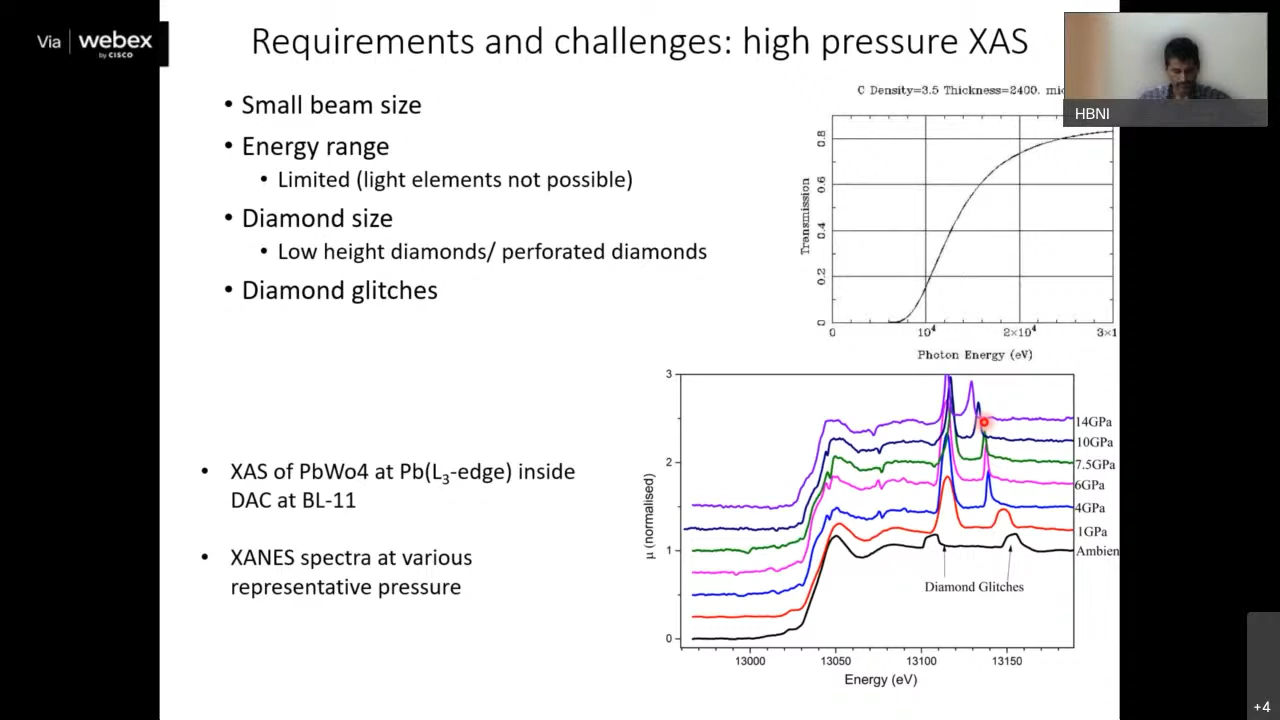 Via webex
by CISCO
Requirements and challenges: high pressure XAS
HBNI
• Small beam size
• Energy range
• Limited (light elements not possible)
• Diamond size
• Low height diamonds/ perforated diamonds
• Diamond glitches
C Density=3.5 Thickness=2400.
Transmission
0.8
0.6
0.4
0.2
0
0 10⁴ 2×10⁴ 3×1
Photon Energy (eV)
• XAS of PbWo4 at Pb(L₃-edge) inside
DAC at BL-11
• XANES spectra at various
representative pressure
μ (normalised)
3
2
1
0
14GPa
10GPa
7.5GPa
6GPa
4GPa
1GPa
Ambien
Diamond Glitches
13000 13050 13100 13150
Energy (eV)
+4